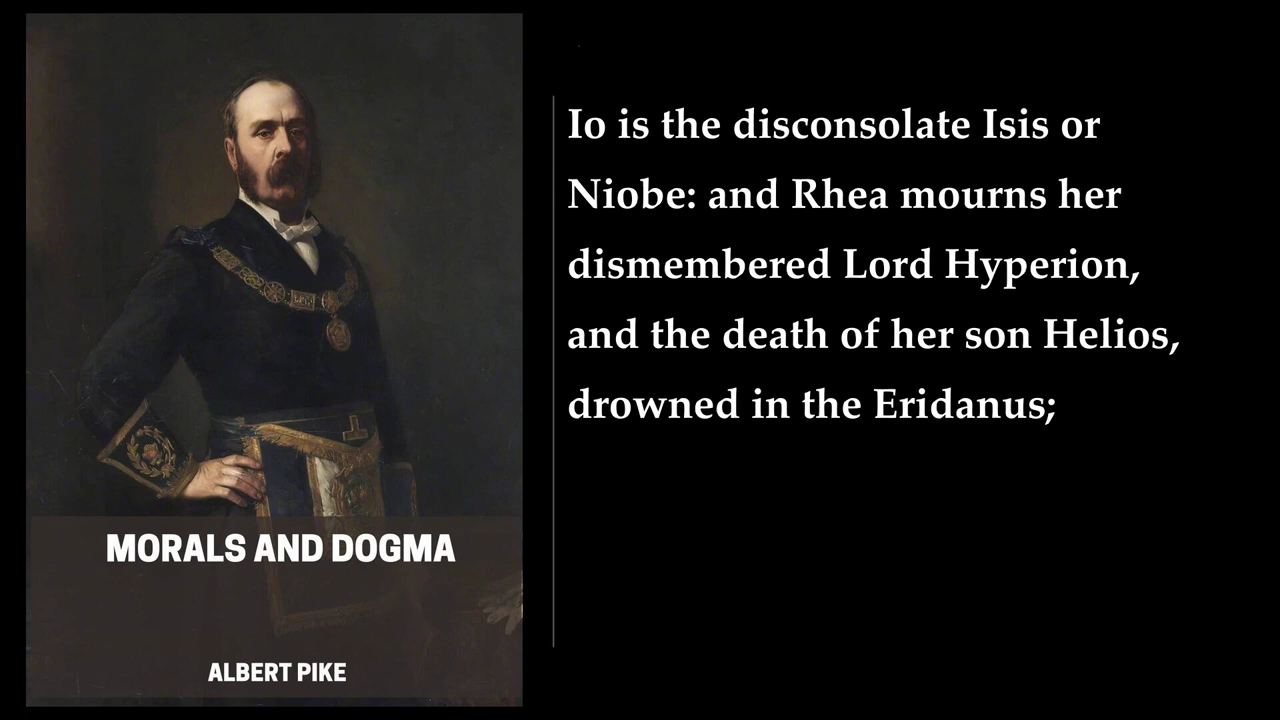 MORALS AND DOGMA
ALBERT PIKE
Io is the disconsolate Isis or
Niobe: and Rhea mourns her
dismembered Lord Hyperion,
and the death of her son Helios,
drowned in the Eridanus;